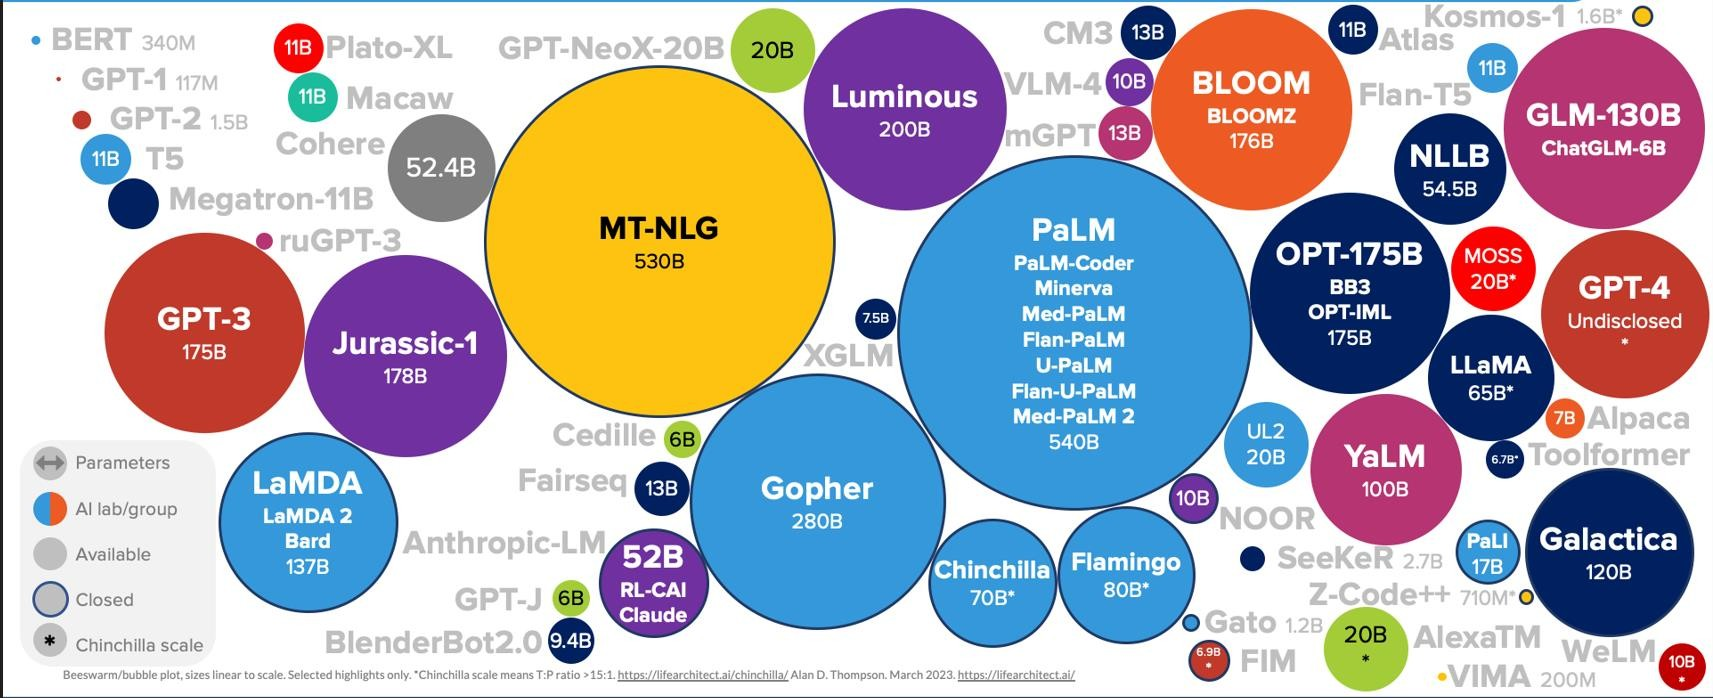 BERT 340M
GPT-1 117M
GPT-2 1.5B
11B T5
Megatron-11B
ruGPT-3
11B Plato-XL
11B Macaw
Cohere
52.4B
GPT-NeoX-20B 20B
MT-NLG
530B
Luminous
200B
CM3 13B
VLM-4 10B
mGPT 13B
BLOOM
BLOOMZ
176B
11B Atlas
Kosmos-1 1.6B*
Flan-T5 11B
GLM-130B
ChatGLM-6B
NLLB
54.5B
GPT-3
175B
Jurassic-1
178B
7.5B
XGLM
PaLM
PaLM-Coder
Minerva
Med-PaLM
Flan-PaLM
U-PaLM
Flan-U-PaLM
Med-PaLM 2
540B
OPT-175B
BB3
OPT-IML
175B
MOSS
20B*
GPT-4
Undisclosed
*
LLaMA
65B*
7B Alpaca
6.7B* Toolformer
UL2
20B
YaLM
100B
Parameters
AI lab/group
Available
Closed
* Chinchilla scale
LaMDA
LaMDA 2
Bard
137B
Cedille 6B
Fairseq 13B
Anthropic-LM
52B
RL-CAI
Claude
GPT-J 6B
BlenderBot2.0 9.4B
Gopher
280B
Chinchilla
70B*
Flamingo
80B*
10B
NOOR
SeeKeR 2.7B
PaLI
17B
Galactica
120B
Z-Code++ 710M*
Gato 1.2B
6.9B
*
FIM
20B
*
AlexaTM
WeLM
10B
*
VIMA 200M
Beeswarm/bubble plot, sizes linear to scale. Selected highlights only. *Chinchilla scale means T:P ratio >15:1. https://lifearchitect.ai/chinchilla/ Alan D. Thompson. March 2023. https://lifearchitect.ai/